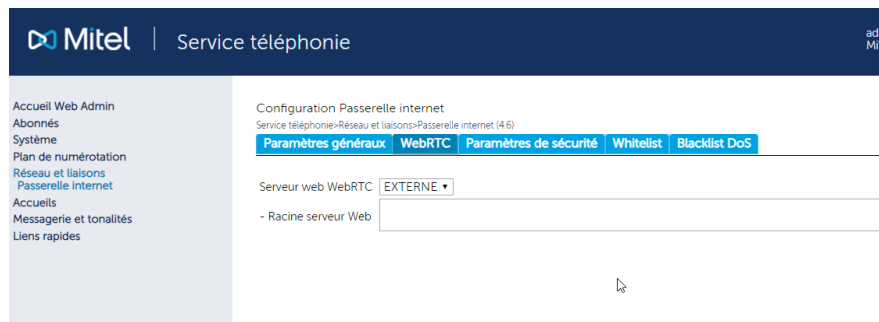 Mitel | Service téléphonie
ad
Mi
Accueil Web Admin
Abonnés
Système
Plan de numérotation
Réseau et liaisons
Passerelle internet
Accueils
Messagerie et tonalités
Liens rapides
Configuration Passerelle internet
Service téléphonie>Réseau et liaisons>Passerelle internet (4.6)
Paramètres généraux WebRTC Paramètres de sécurité Whitelist Blacklist DoS
Serveur web WebRTC EXTERNE
- Racine serveur Web